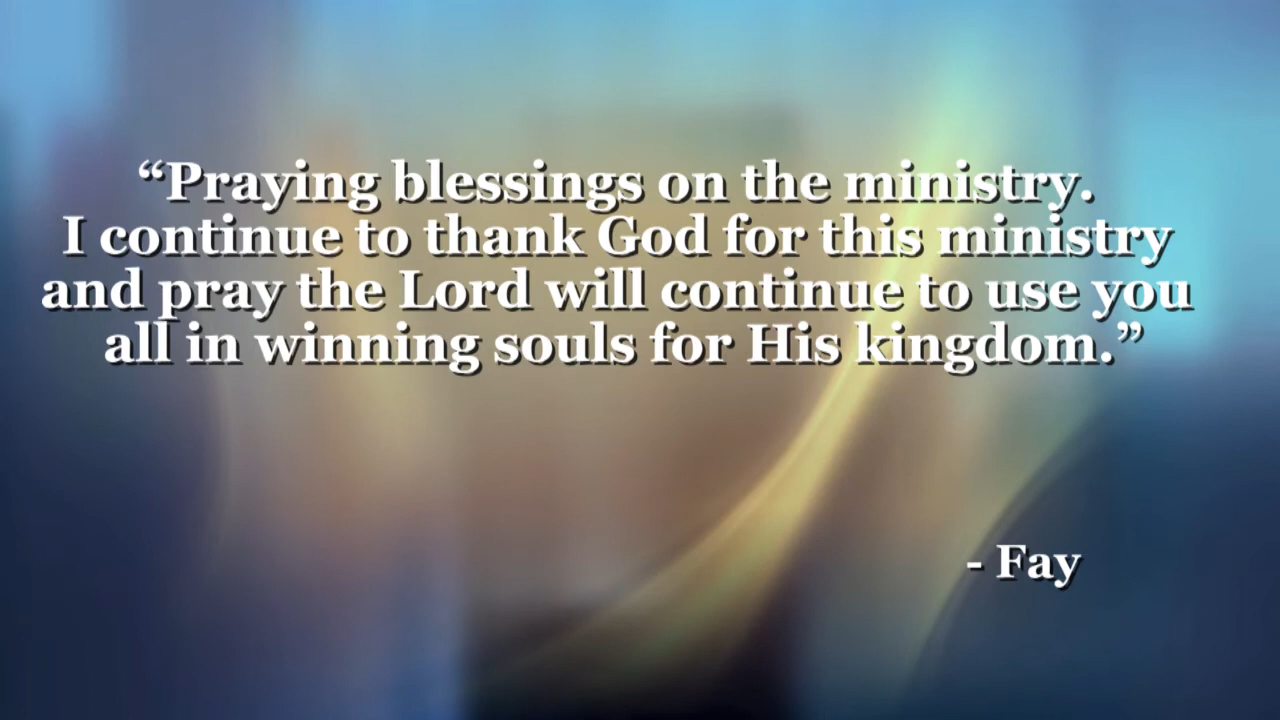 “Praying blessings on the ministry.
I continue to thank God for this ministry
and pray the Lord will continue to use you
all in winning souls for His kingdom.”
- Fay